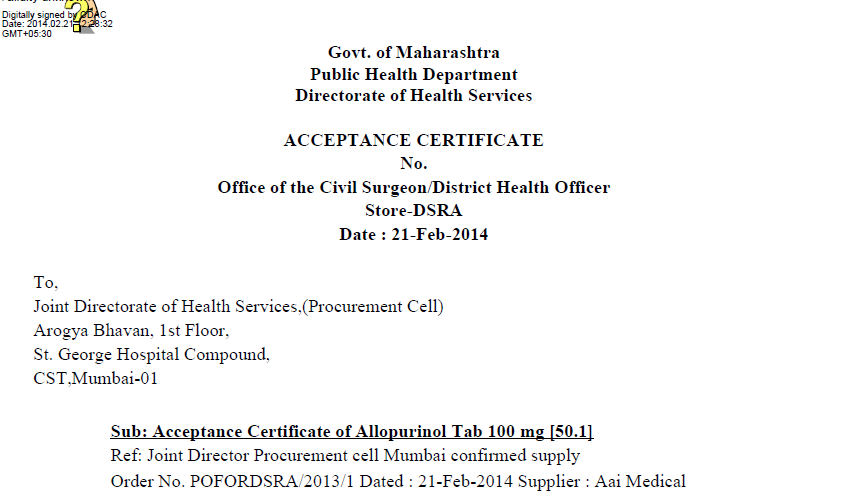 Digitally signed by CDAC
Date: 2014.02.21 12:28:32
GMT+05:30
Govt. of Maharashtra
Public Health Department
Directorate of Health Services
ACCEPTANCE CERTIFICATE
No.
Office of the Civil Surgeon/District Health Officer
Store-DSRA
Date : 21-Feb-2014
To,
Joint Directorate of Health Services,(Procurement Cell)
Arogya Bhavan, 1st Floor,
St. George Hospital Compound,
CST,Mumbai-01
Sub: Acceptance Certificate of Allopurinol Tab 100 mg [50.1]
Ref: Joint Director Procurement cell Mumbai confirmed supply
Order No. POFORDSRA/2013/1 Dated : 21-Feb-2014 Supplier : Aai Medical